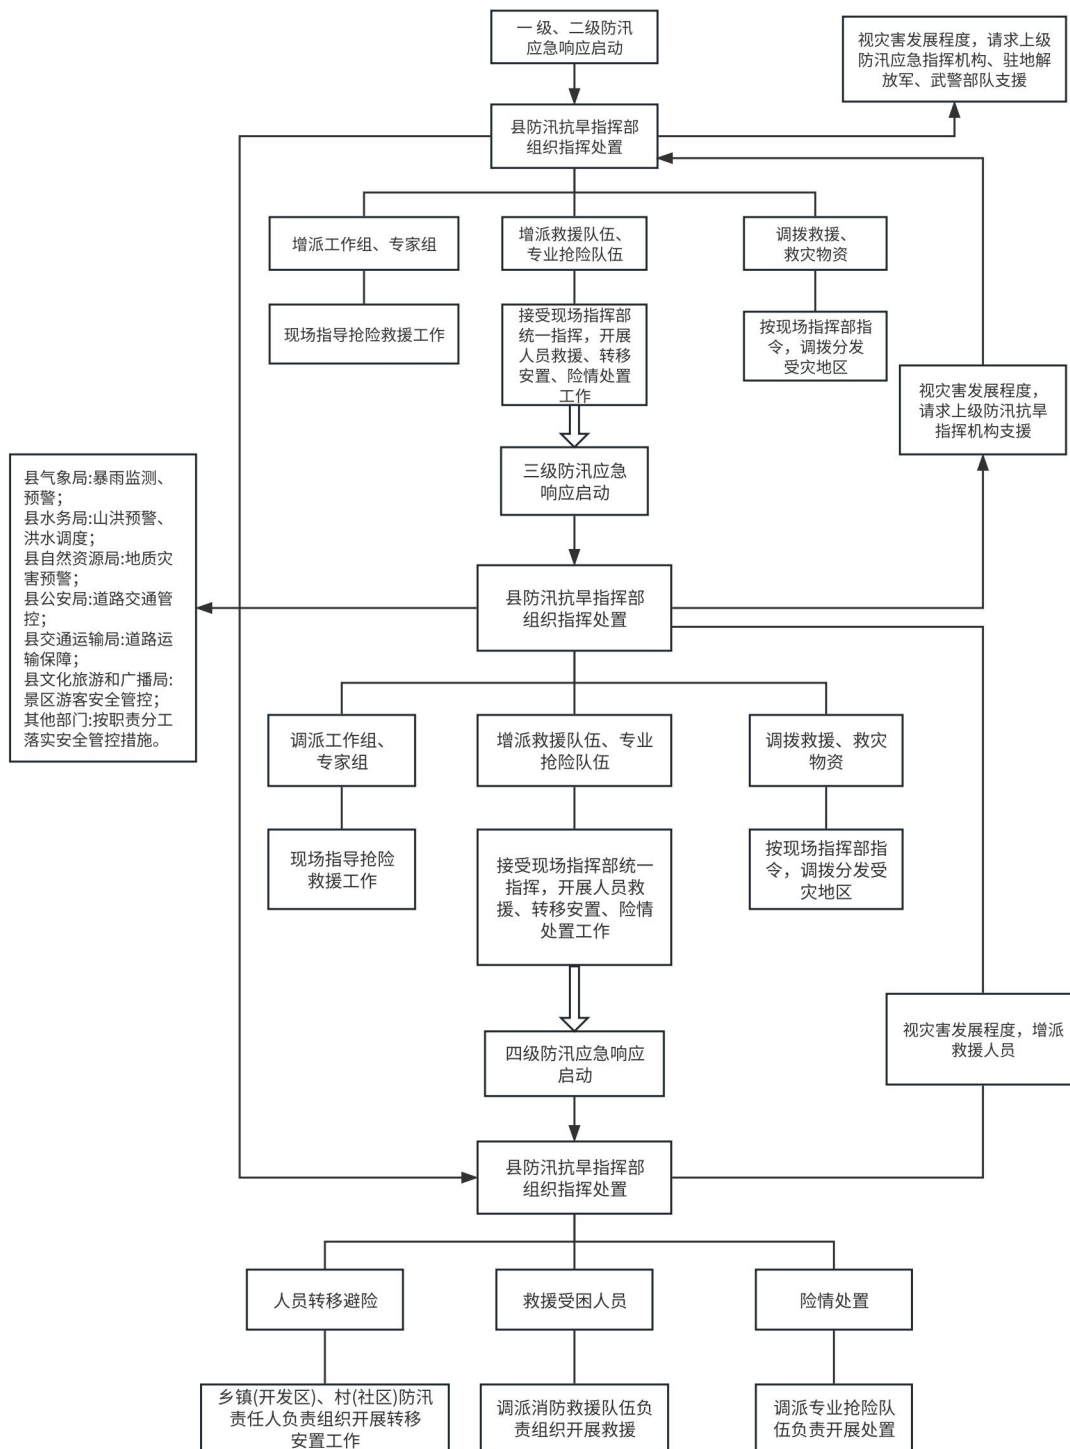 一 级、二级防汛
应急响应启动
视灾害发展程度，请求上级
防汛应急指挥机构、驻地解
放军、武警部队支援
县防汛抗旱指挥部
组织指挥处置
增派工作组、专家组
增派救援队伍、
专业抢险队伍
调拨救援、
救灾物资
现场指导抢险救援工作
接受现场指挥部
统一指挥，开展
人员救援、转移
安置、险情处置
工作
按现场指挥部指
令，调拨分发
受灾地区
视灾害发展程度，
请求上级防汛抗旱
指挥机构支援
三级防汛应急
响应启动
县气象局:暴雨监测、
预警；
县水务局:山洪预警、
洪水调度；
县自然资源局:地质灾
害预警；
县公安局:道路交通管
控；
县交通运输局:道路运
输保障；
县文化旅游和广播局:
景区游客安全管控；
其他部门:按职责分工
落实安全管控措施。
县防汛抗旱指挥部
组织指挥处置
调派工作组、
专家组
增派救援队伍、专业
抢险队伍
调拨救援、救灾
物资
现场指导抢险
救援工作
接受现场指挥部统一
指挥，开展人员救
援、转移安置、险情
处置工作
按现场指挥部指
令，调拨分发受
灾地区
视灾害发展程度，增派
救援人员
四级防汛应急响应
启动
县防汛抗旱指挥部
组织指挥处置
人员转移避险
救援受困人员
险情处置
乡镇(开发区)、村(社区)防汛
责任人负责组织开展转移
安置工作
调派消防救援队伍负
责组织开展救援
调派专业抢险队
伍负责开展处置